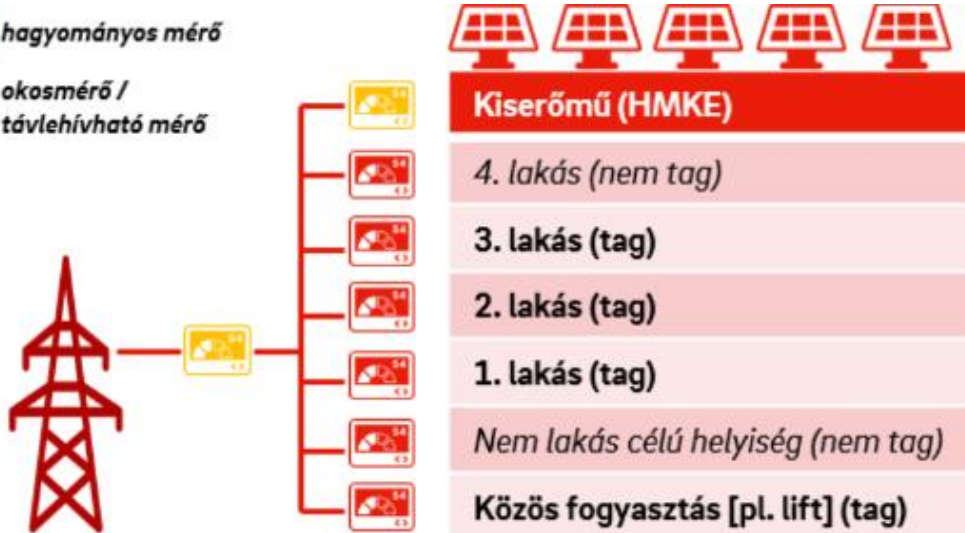 hagyományos mérő
okosmérő /
távlehívható mérő
Kiserőmű (HMKE)
4. lakás (nem tag)
3. lakás (tag)
2. lakás (tag)
1. lakás (tag)
Nem lakás célú helyiség (nem tag)
Közös fogyasztás [pl. lift] (tag)